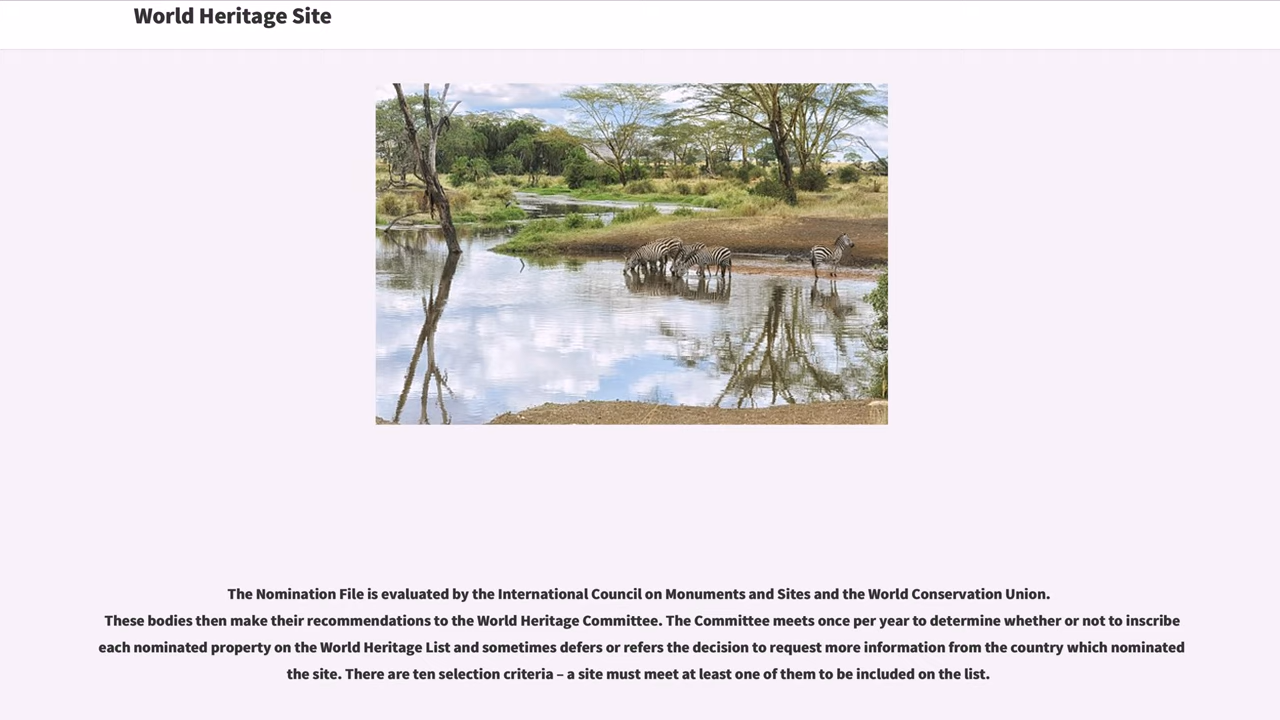 World Heritage Site
The Nomination File is evaluated by the International Council on Monuments and Sites and the World Conservation Union.
These bodies then make their recommendations to the World Heritage Committee. The Committee meets once per year to determine whether or not to inscribe
each nominated property on the World Heritage List and sometimes defers or refers the decision to request more information from the country which nominated
the site. There are ten selection criteria – a site must meet at least one of them to be included on the list.